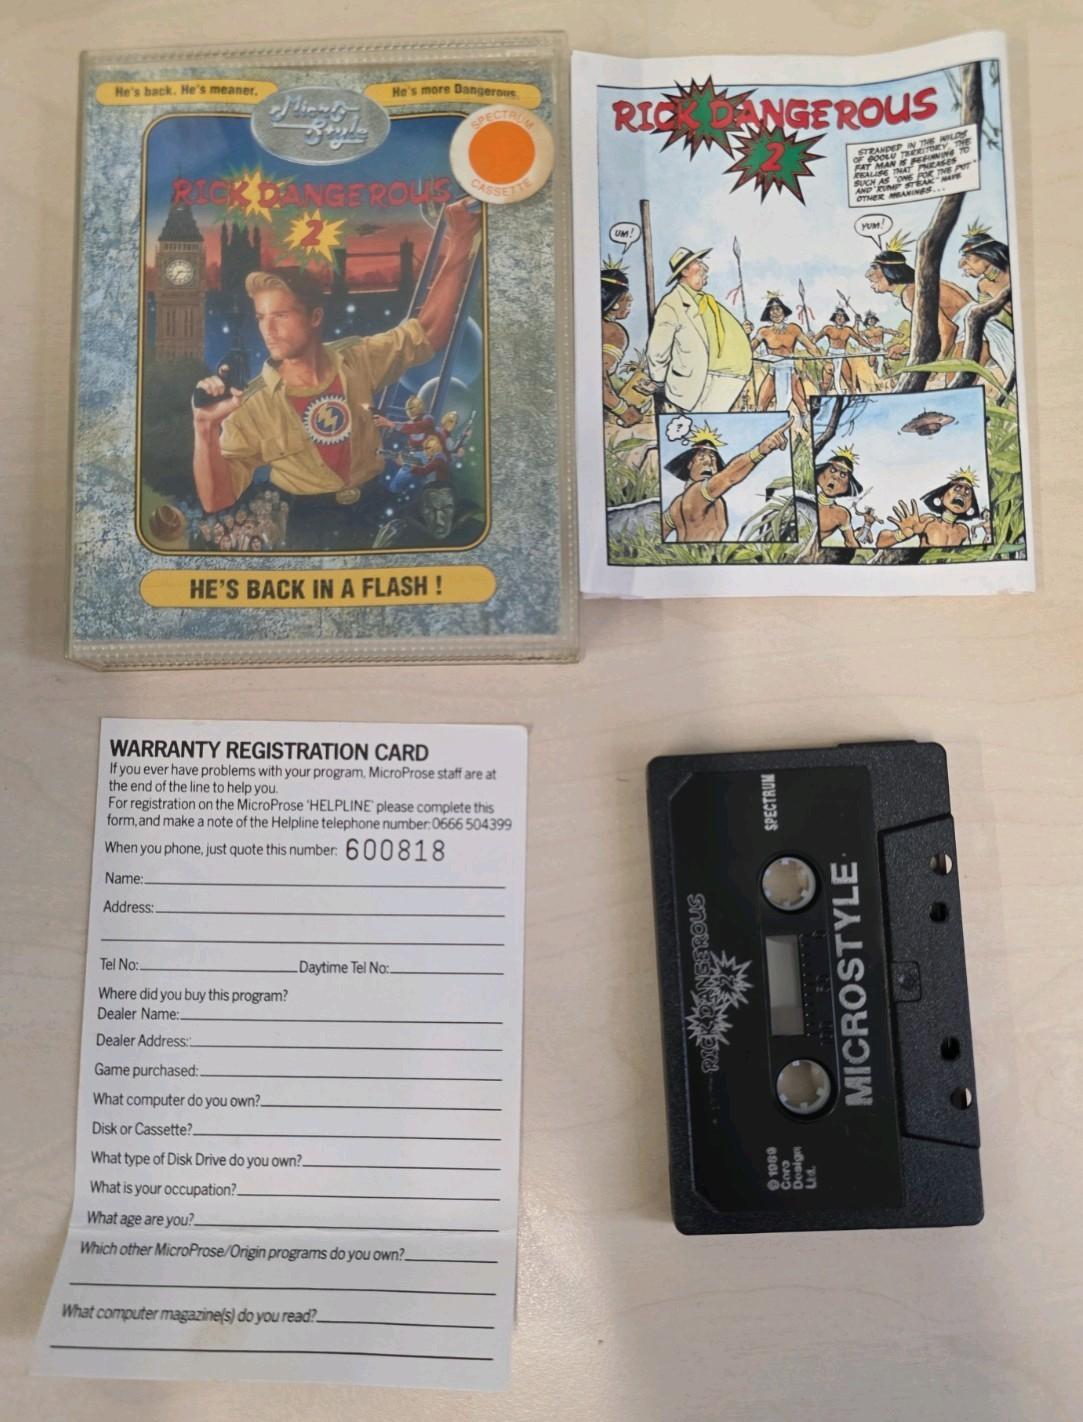 He's back. He's meaner.
He's more Dangerous.
Micro
Style
SPECTRUM
CASSETTE
RICK DANGEROUS
2
HE'S BACK IN A FLASH !
RICK DANGEROUS
2
STRANDED IN THE WILDS
OF GOOLU TERRITORY, THE
FAT MAN IS BEGINNING TO
REALISE THAT PHRASES
SUCH AS "ONE FOR THE POT"
AND "RUMP STEAK" HAVE
OTHER MEANINGS...
UM!
YUM!
?
WARRANTY REGISTRATION CARD
If you ever have problems with your program, MicroProse staff are at
the end of the line to help you.
For registration on the MicroProse 'HELPLINE' please complete this
form, and make a note of the Helpline telephone number: 0666 504399
When you phone, just quote this number: 600818
Name:
Address:
Tel No: Daytime Tel No:
Where did you buy this program?
Dealer Name:
Dealer Address:
Game purchased:
What computer do you own?
Disk or Cassette?
What type of Disk Drive do you own?
What is your occupation?
What age are you?
Which other MicroProse/Origin programs do you own?
What computer magazine(s) do you read?
SPECTRUM
RICK DANGEROUS
2
MICROSTYLE
© 1989
Core
Design
Ltd.